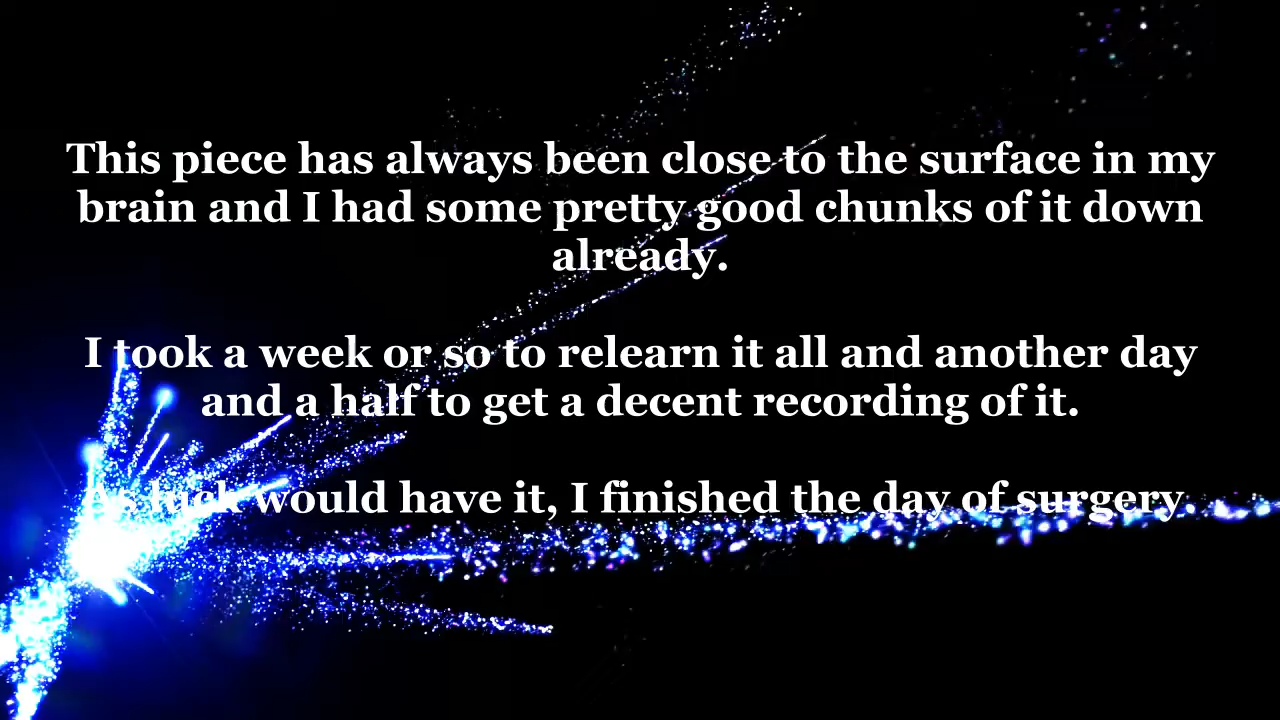 This piece has always been close to the surface in my
brain and I had some pretty good chunks of it down
already.
I took a week or so to relearn it all and another day
and a half to get a decent recording of it.
As luck would have it, I finished the day of surgery.